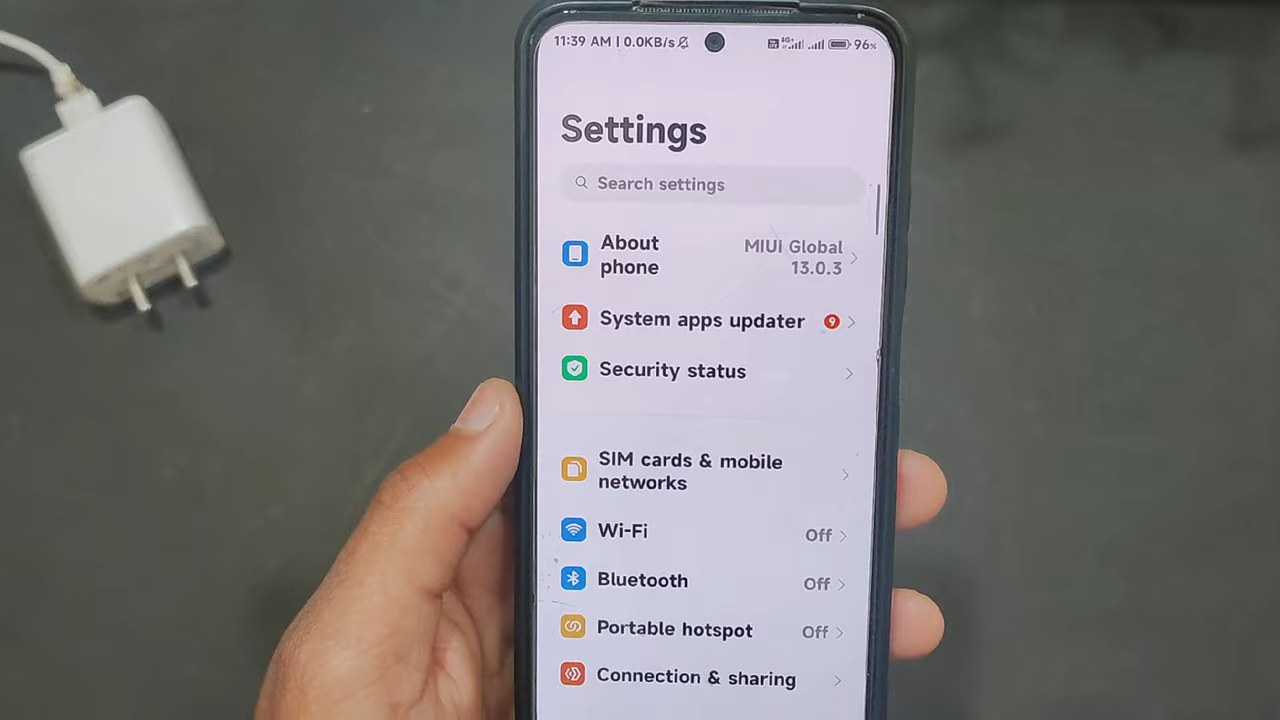 11:39 AM | 0.0KB/s 4G+ 96%
Settings
Search settings
About
phone
MIUI Global
13.0.3
System apps updater 9
Security status
SIM cards & mobile
networks
Wi-Fi Off
Bluetooth Off
Portable hotspot Off
Connection & sharing